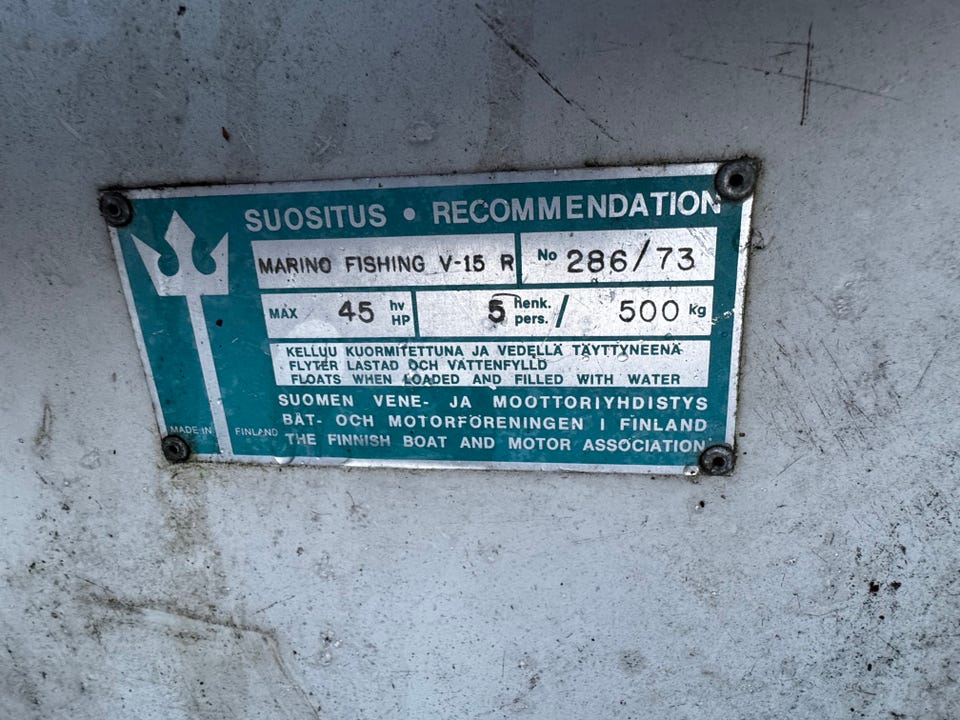 SUOSITUS • RECOMMENDATION
MARINO FISHING V-15 R No 286/73
MAX 45 hv HP 5 henk. pers. / 500 kg
KELLUU KUORMITETTUNA JA VEDELLÄ TÄYTTYNEENÄ
FLYTER LASTAD OCH VATTENFYLLD
FLOATS WHEN LOADED AND FILLED WITH WATER
SUOMEN VENE- JA MOOTTORIYHDISTYS
BÅT- OCH MOTORFÖRENINGEN I FINLAND
THE FINNISH BOAT AND MOTOR ASSOCIATION
MADE IN FINLAND